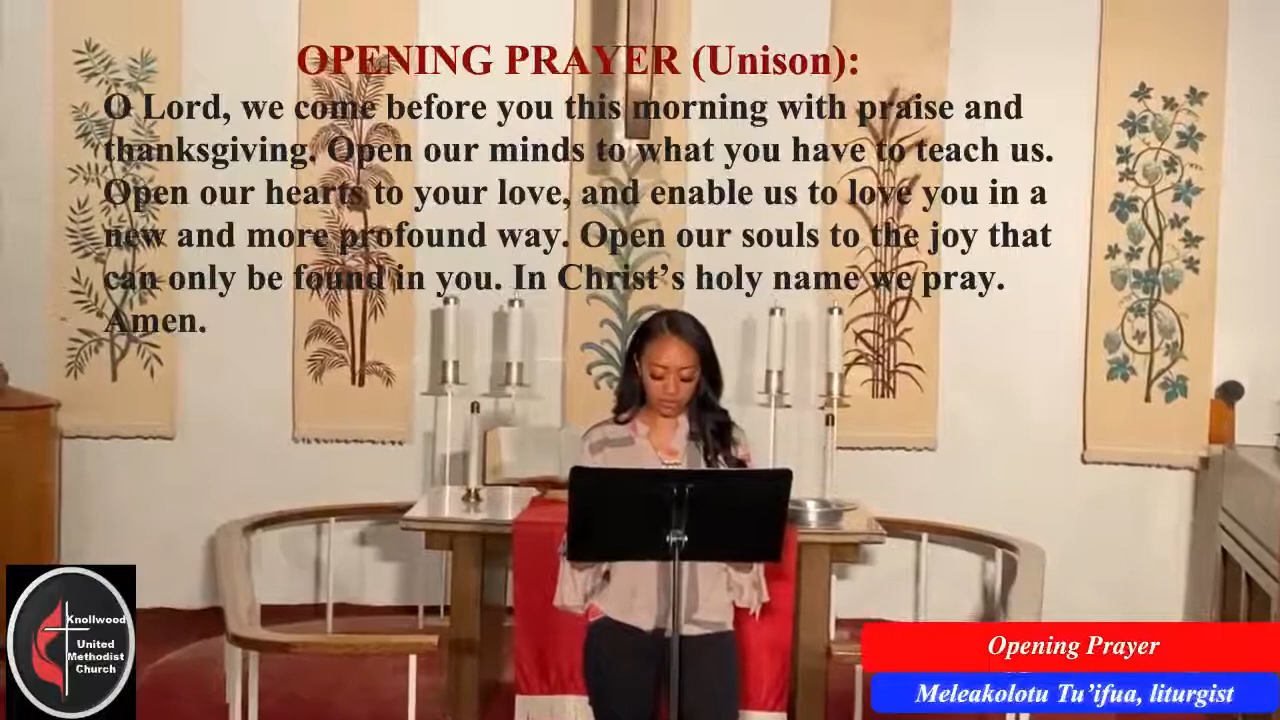 OPENING PRAYER (Unison):
O Lord, we come before you this morning with praise and
thanksgiving. Open our minds to what you have to teach us.
Open our hearts to your love, and enable us to love you in a
new and more profound way. Open our souls to the joy that
can only be found in you. In Christ’s holy name we pray.
Amen.
Knollwood
United
Methodist
Church
Opening Prayer
Meleakolotu Tu’ifua, liturgist